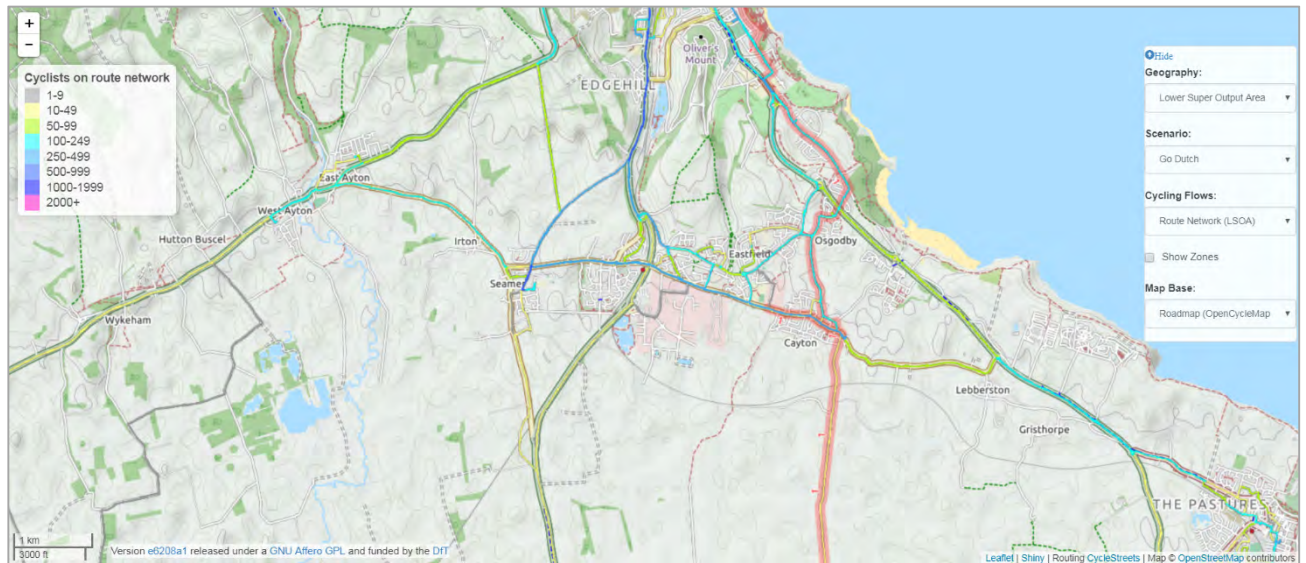 +
−
Cyclists on route network
1-9
10-49
50-99
100-249
250-499
500-999
1000-1999
2000+
Oliver's
Mount
EDGEHILL
East Ayton
West Ayton
Hutton Buscel
Irton
Wykeham
Seamer
Eastfield
Osgodby
Cayton
Lebberston
Gristhorpe
THE PASTURES
Hide
Geography:
Lower Super Output Area
Scenario:
Go Dutch
Cycling Flows:
Route Network (LSOA)
Show Zones
Map Base:
Roadmap (OpenCycleMap
1 km
3000 ft
Version e6208a1 released under a GNU Affero GPL and funded by the DfT
Leaflet | Shiny | Routing CycleStreets | Map © OpenStreetMap contributors